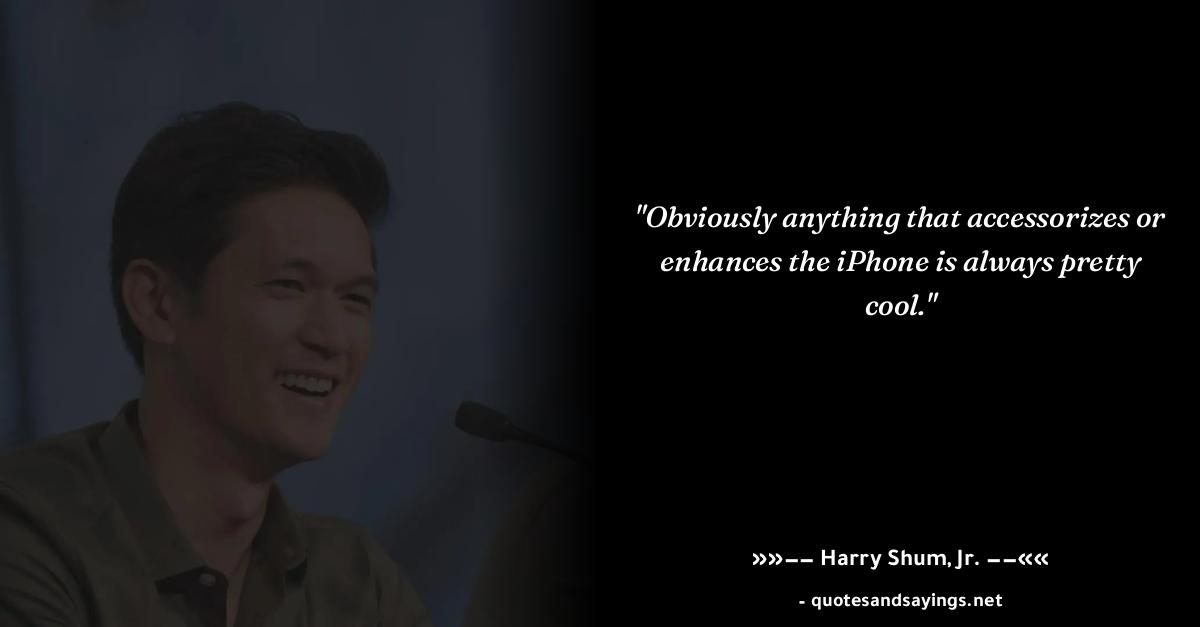 "Obviously anything that accessorizes or
enhances the iPhone is always pretty
cool."
»»–– Harry Shum, Jr. ––««
- quotesandsayings.net